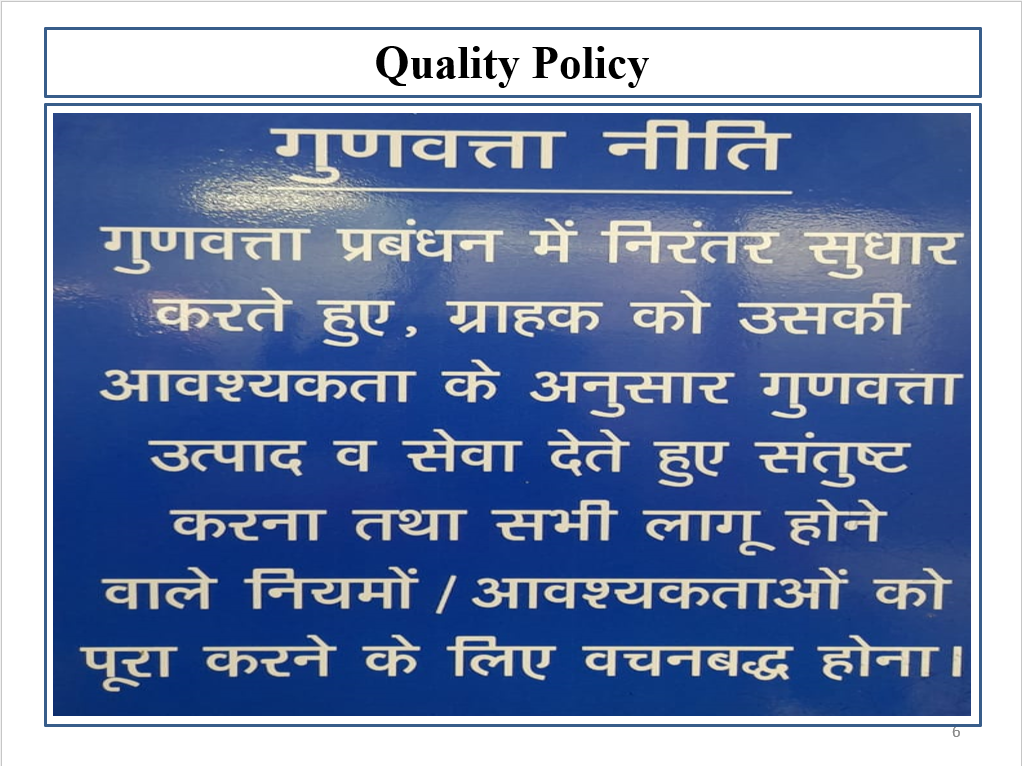 Quality Policy
गुणवत्ता नीति
गुणवत्ता प्रबंधन में निरंतर सुधार
करते हुए, ग्राहक को उसकी
आवश्यकता के अनुसार गुणवत्ता
उत्पाद व सेवा देते हुए संतुष्ट
करना तथा सभी लागू होने
वाले नियमों / आवश्यकताओं को
पूरा करने के लिए वचनबद्ध होना।
6